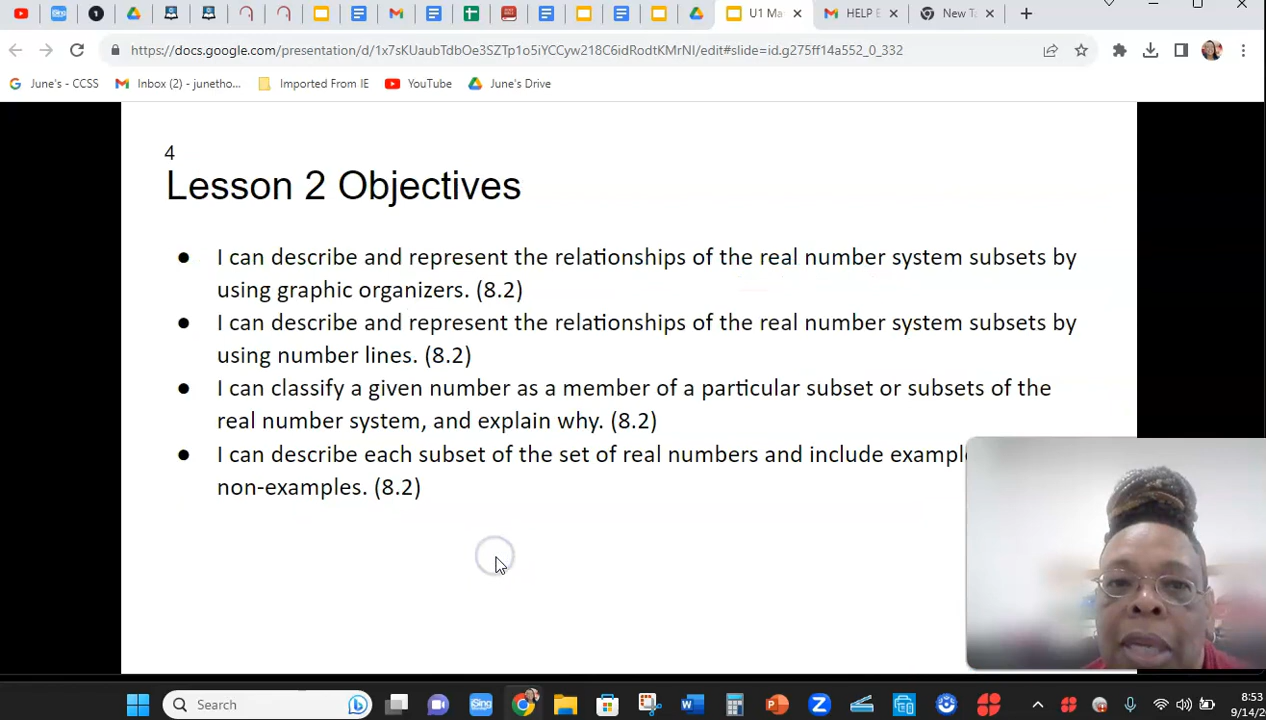 U1 Ma
HELP E
New Ta
https://docs.google.com/presentation/d/1x7sKUaubTdbOe3SZTp1o5iYCCyw218C6idRodtKMrNI/edit#slide=id.g275ff14a552_0_332
June's - CCSS
Inbox (2) - junetho...
Imported From IE
YouTube
June's Drive
4
Lesson 2 Objectives
● I can describe and represent the relationships of the real number system subsets by
using graphic organizers. (8.2)
● I can describe and represent the relationships of the real number system subsets by
using number lines. (8.2)
● I can classify a given number as a member of a particular subset or subsets of the
real number system, and explain why. (8.2)
● I can describe each subset of the set of real numbers and include exampl
non-examples. (8.2)
Search
8:53
9/14/2